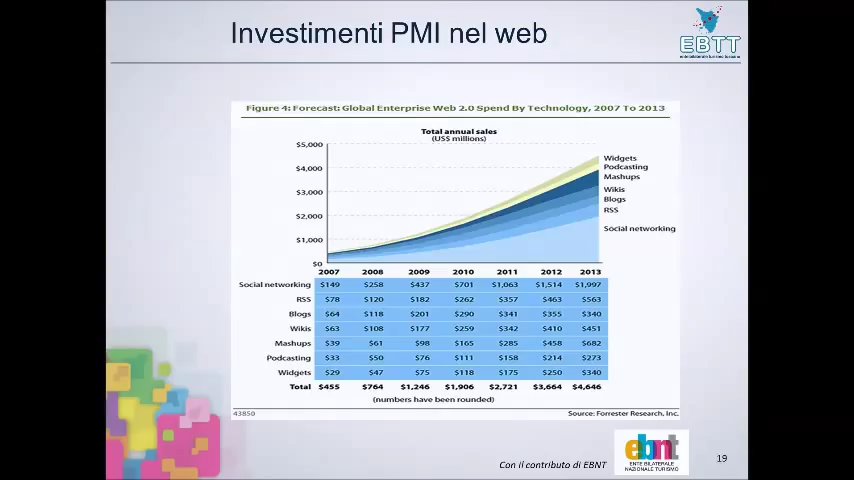 Investimenti PMI nel web
EBTT
ente bilaterale turismo toscano
Figure 4: Forecast: Global Enterprise Web 2.0 Spend By Technology, 2007 To 2013
Total annual sales
(US$ millions)
$5,000
$4,000
$3,000
$2,000
$1,000
$0
Widgets
Podcasting
Mashups
Wikis
Blogs
RSS
Social networking
2007 2008 2009 2010 2011 2012 2013
Social networking $149 $258 $437 $701 $1,063 $1,514 $1,997
RSS $78 $120 $182 $262 $357 $463 $563
Blogs $64 $118 $201 $290 $341 $355 $340
Wikis $63 $108 $177 $259 $342 $410 $451
Mashups $39 $61 $98 $165 $285 $458 $682
Podcasting $33 $50 $76 $111 $158 $214 $273
Widgets $29 $47 $75 $118 $175 $250 $340
Total $455 $764 $1,246 $1,906 $2,721 $3,664 $4,646
(numbers have been rounded)
43850 Source: Forrester Research, Inc.
Con il contributo di EBNT
ebnt
ENTE BILATERALE
NAZIONALE TURISMO
19